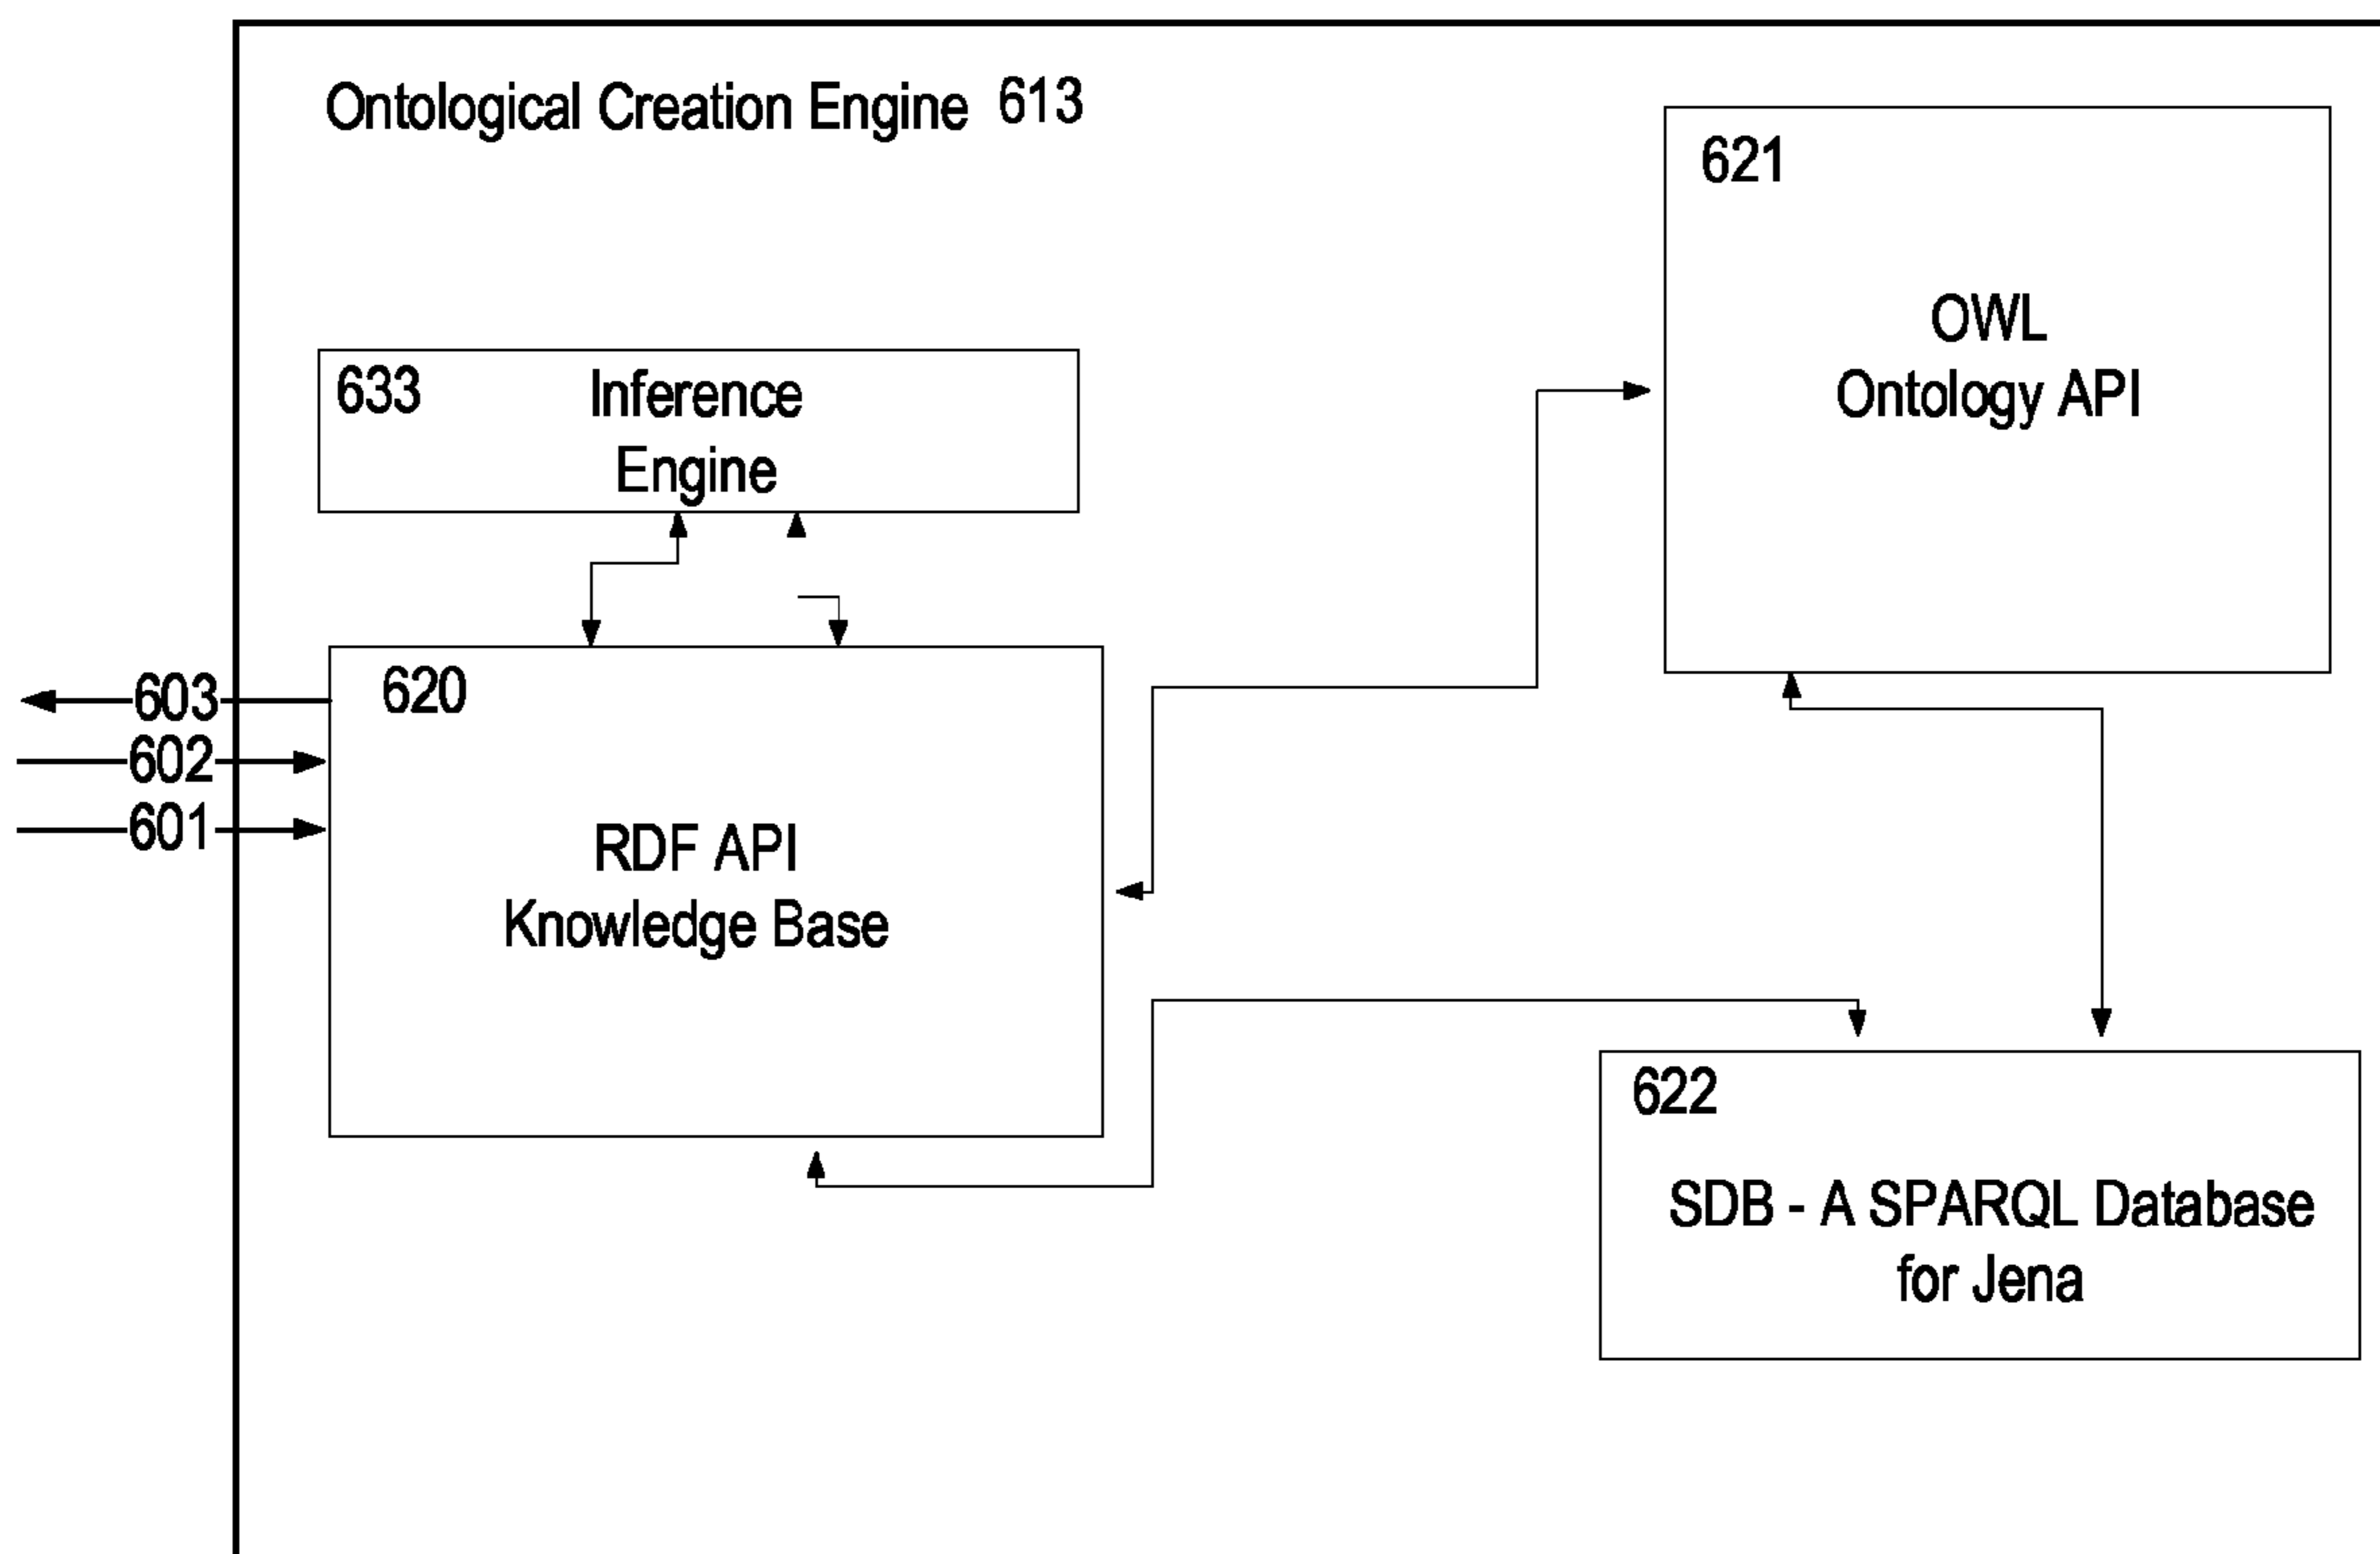 Ontological Creation Engine 613
621
OWL
Ontology API
633 Inference
Engine
620
603
602
601
RDF API
Knowledge Base
622
SDB - A SPARQL Database
for Jena